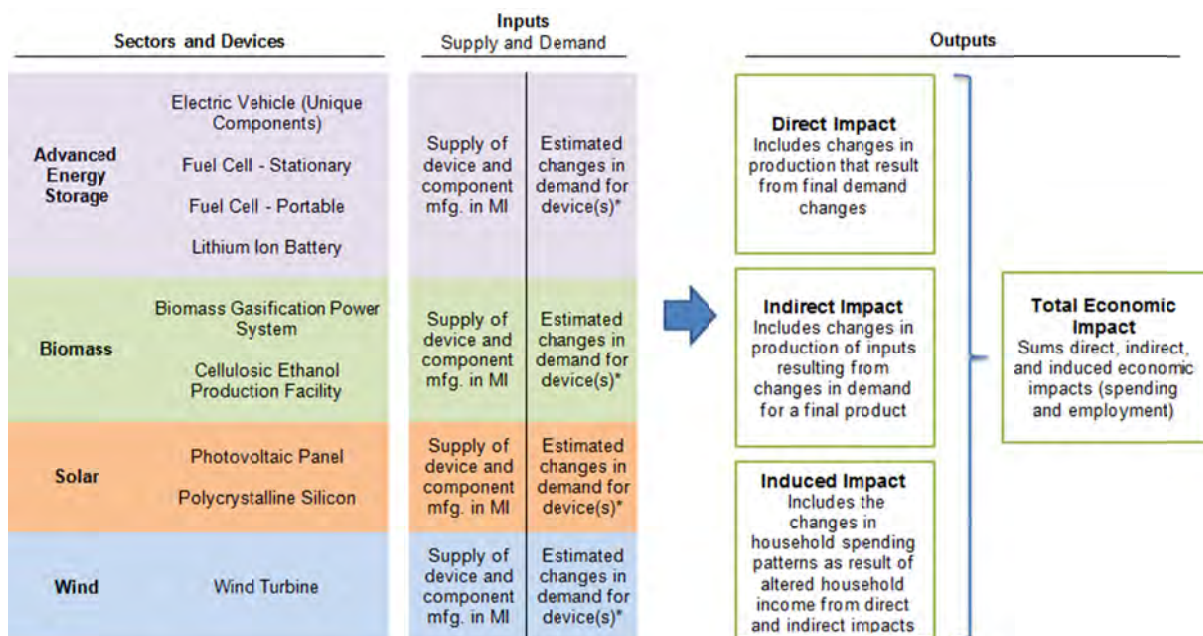 Sectors and Devices
Inputs
Supply and Demand
Outputs
Advanced
Energy
Storage
Electric Vehicle (Unique
Components)
Fuel Cell - Stationary
Fuel Cell - Portable
Lithium Ion Battery
Supply of
device and
component
mfg. in MI
Estimated
changes in
demand for
device(s)*
Biomass
Biomass Gasification Power
System
Cellulosic Ethanol
Production Facility
Supply of
device and
component
mfg. in MI
Estimated
changes in
demand for
device(s)*
Solar
Photovoltaic Panel
Polycrystalline Silicon
Supply of
device and
component
mfg. in MI
Estimated
changes in
demand for
device(s)*
Wind
Wind Turbine
Supply of
device and
component
mfg. in MI
Estimated
changes in
demand for
device(s)*
Direct Impact
Includes changes in
production that result
from final demand
changes
Indirect Impact
Includes changes in
production of inputs
resulting from
changes in demand
for a final product
Induced Impact
Includes the
changes in
household spending
patterns as result of
altered household
income from direct
and indirect impacts
Total Economic
Impact
Sums direct, indirect,
and induced economic
impacts (spending
and employment)